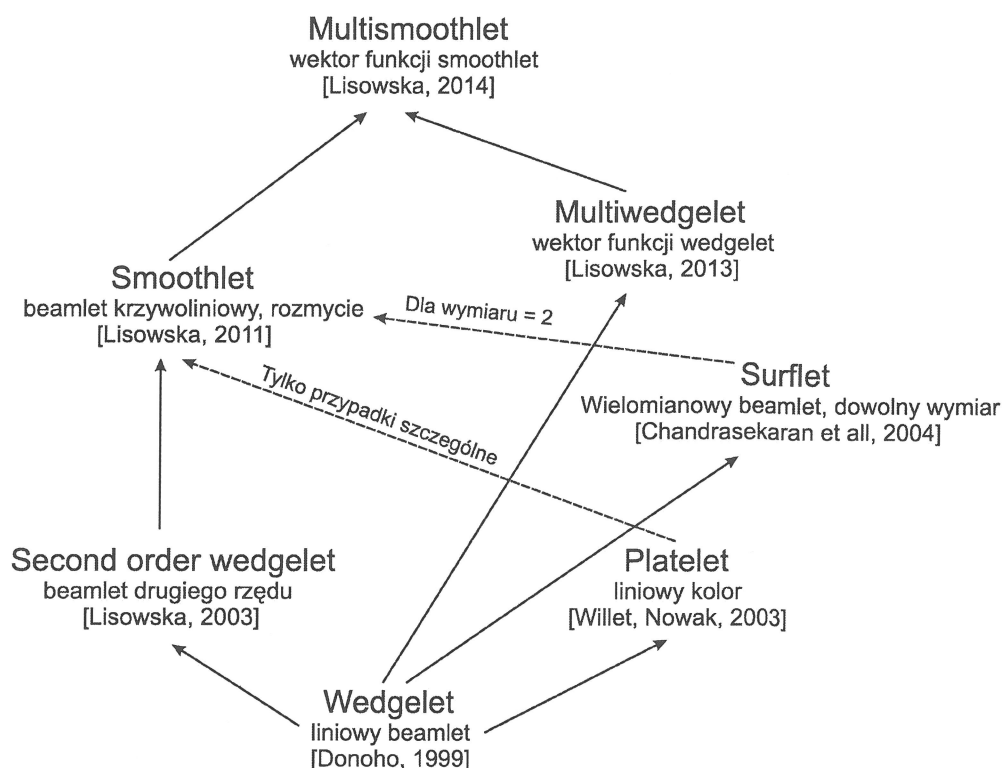 Multismoothlet
wektor funkcji smoothlet
[Lisowska, 2014]
Multiwedgelet
wektor funkcji wedgelet
[Lisowska, 2013]
Smoothlet
beamlet krzywoliniowy, rozmycie
[Lisowska, 2011]
Dla wymiaru = 2
Tylko przypadki szczególne
Surflet
Wielomianowy beamlet, dowolny wymiar
[Chandrasekaran et all, 2004]
Second order wedgelet
beamlet drugiego rzędu
[Lisowska, 2003]
Platelet
liniowy kolor
[Willet, Nowak, 2003]
Wedgelet
liniowy beamlet
[Donoho, 1999]